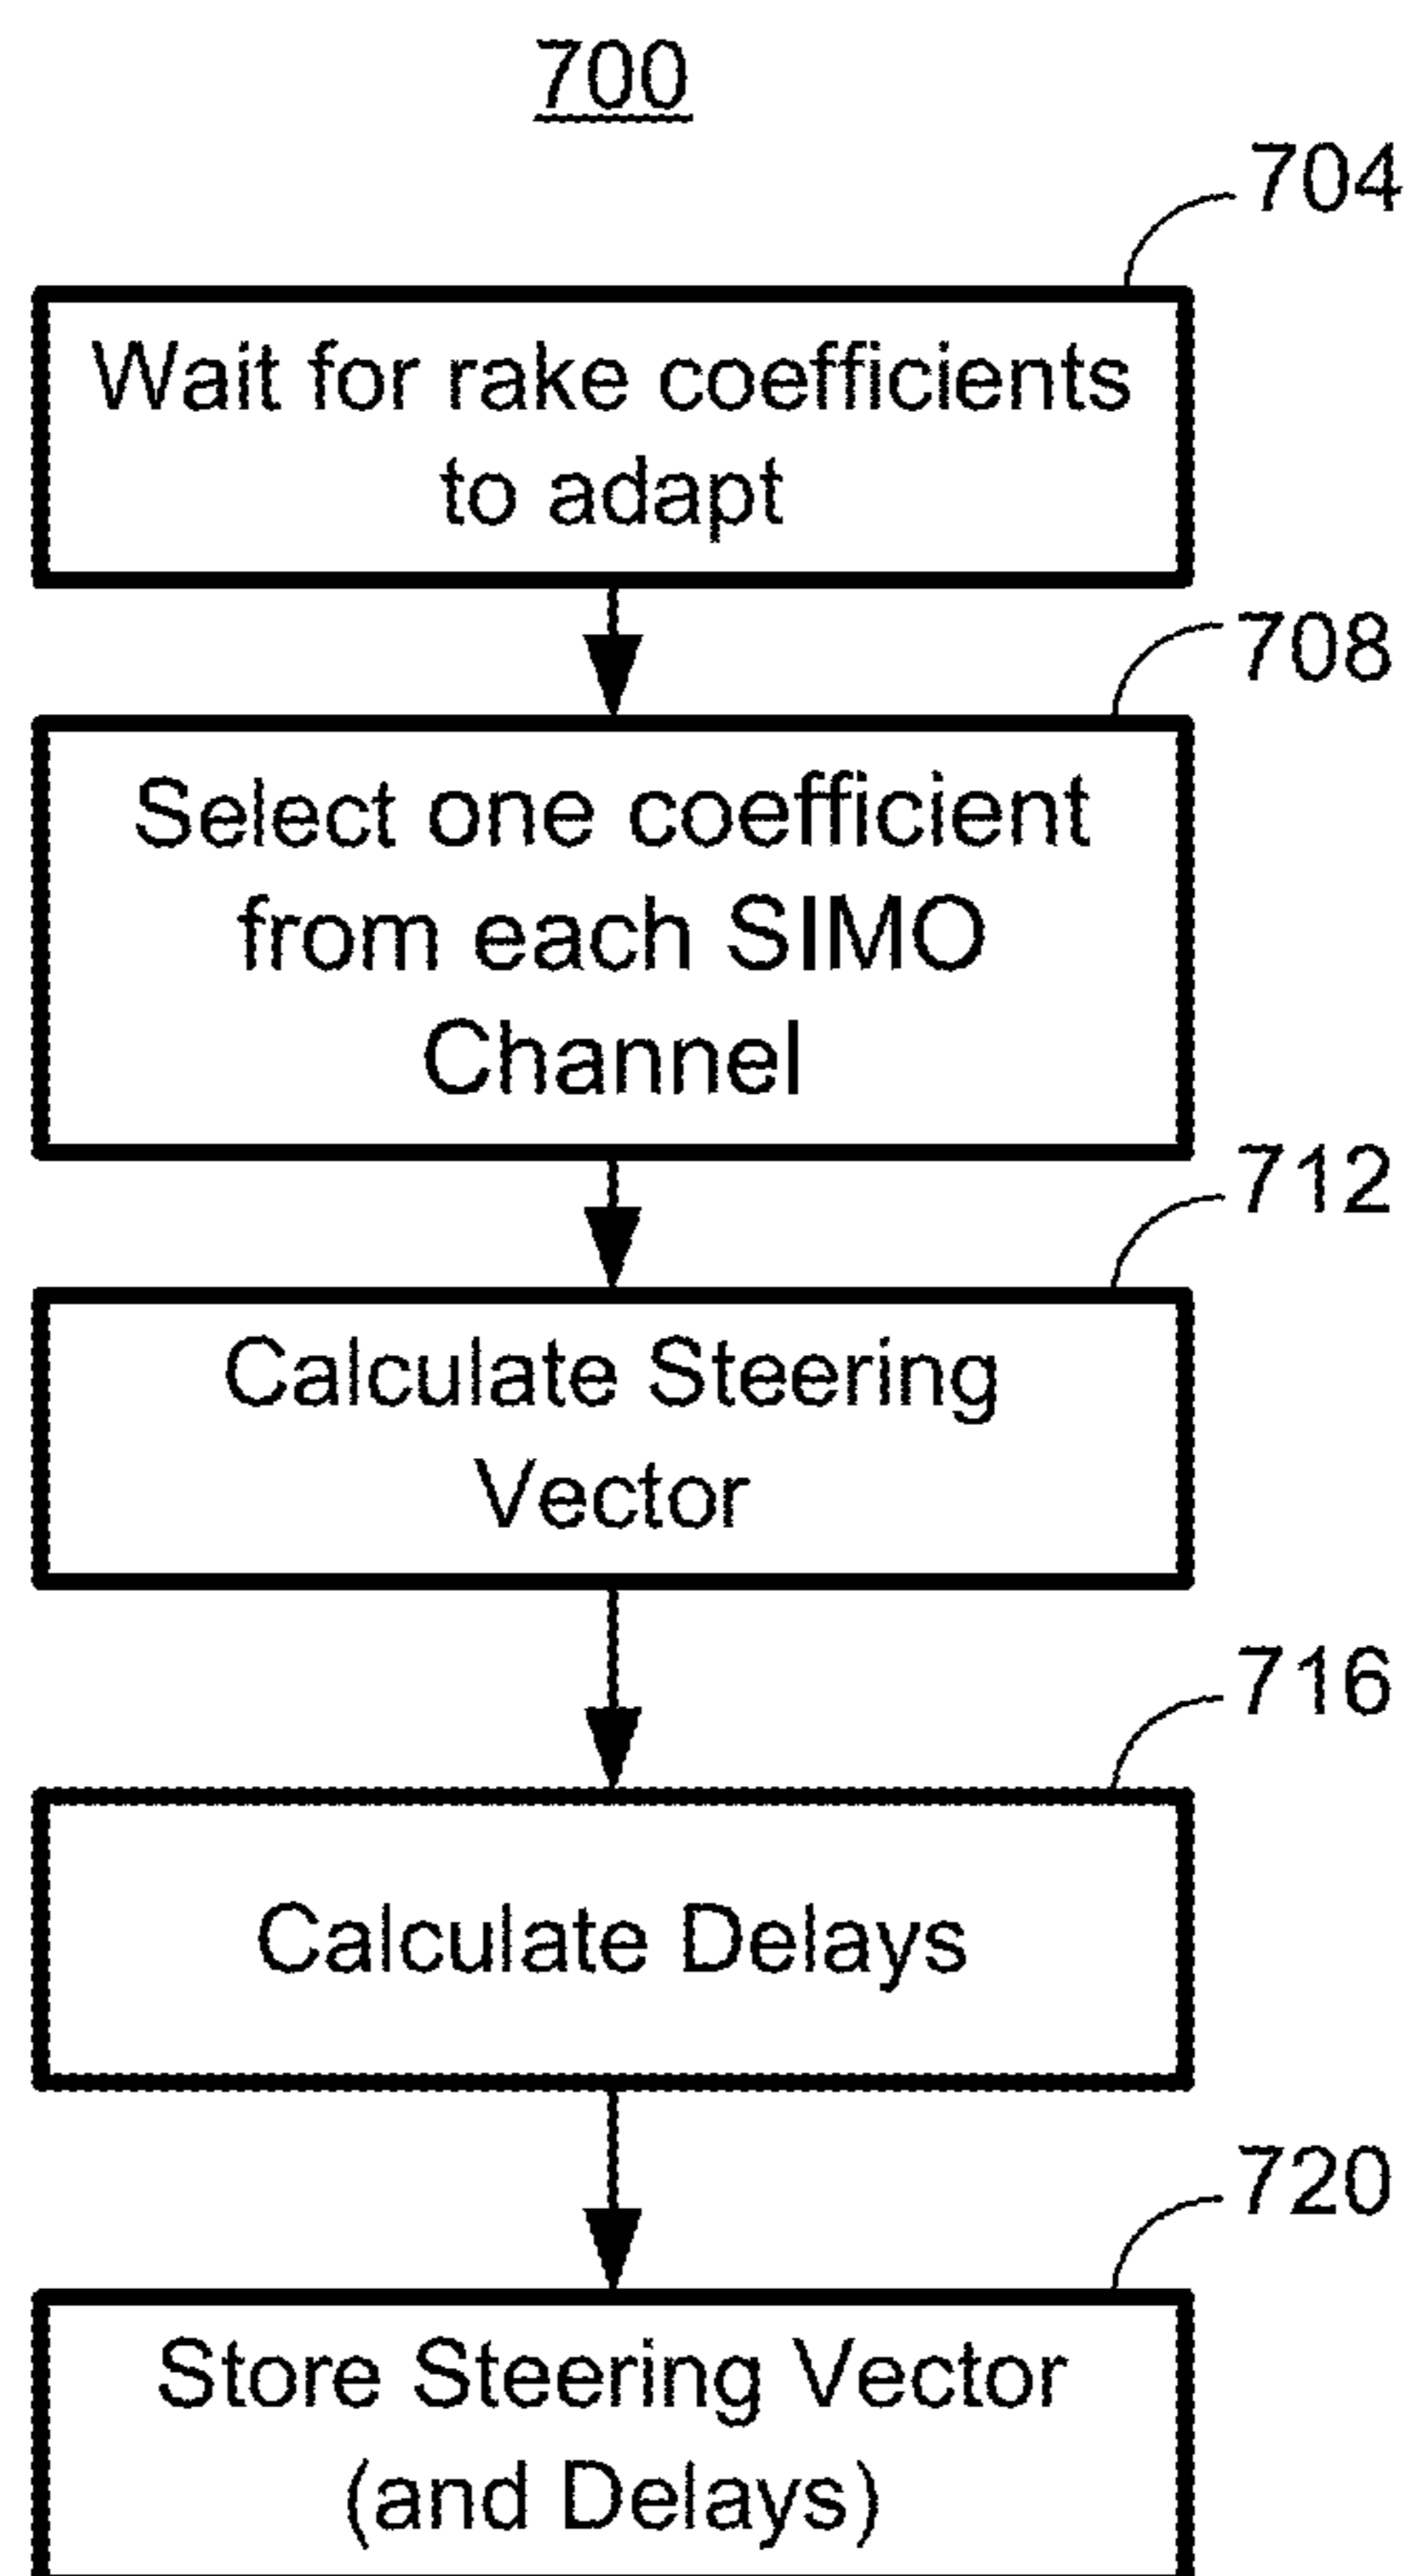 700
704
Wait for rake coefficients
to adapt
708
Select one coefficient
from each SIMO
Channel
712
Calculate Steering
Vector
716
Calculate Delays
720
Store Steering Vector
(and Delays)